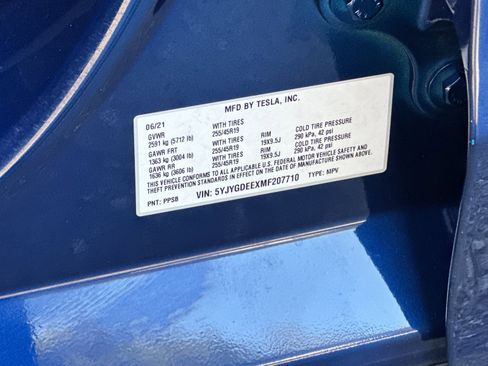 MFD BY TESLA, INC.
06/21
GVWR WITH TIRES RIM COLD TIRE PRESSURE
2591 kg (5712 lb) 255/45R19 19X9.5J 290 kPa, 42 psi
GAWR FRT WITH TIRES RIM COLD TIRE PRESSURE
1363 kg (3004 lb) 255/45R19 19X9.5J 290 kPa, 42 psi
GAWR RR WITH TIRES
1636 kg (3606 lb) 255/45R19
THIS VEHICLE CONFORMS TO ALL APPLICABLE U.S. FEDERAL MOTOR VEHICLE SAFETY AND
THEFT PREVENTION STANDARDS IN EFFECT ON THE DATE OF MANUFACTURE SHOWN ABOVE.
PNT: PPSB VIN: 5YJYGDEEXMF207710 TYPE: MPV